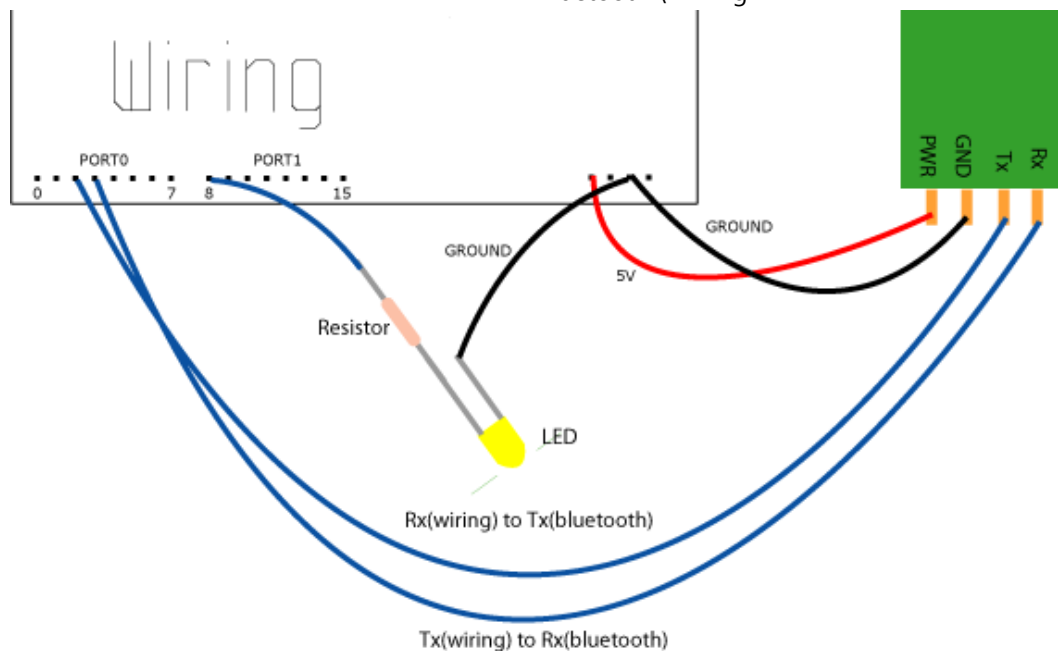 Wiring
PORT0
PORT1
0
7
8
15
PWR
GND
Tx
Rx
GROUND
GROUND
5V
Resistor
LED
Rx(wiring) to Tx(bluetooth)
Tx(wiring) to Rx(bluetooth)